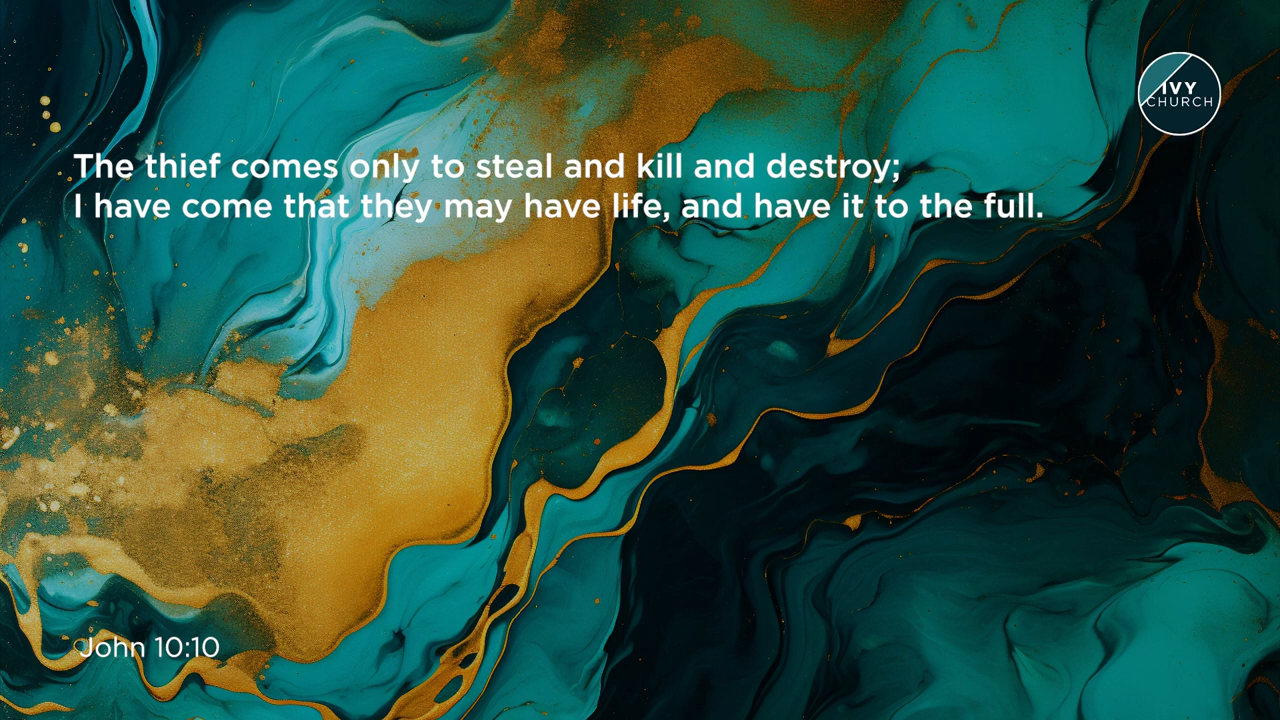 IVY
CHURCH
The thief comes only to steal and kill and destroy;
I have come that they may have life, and have it to the full.
John 10:10